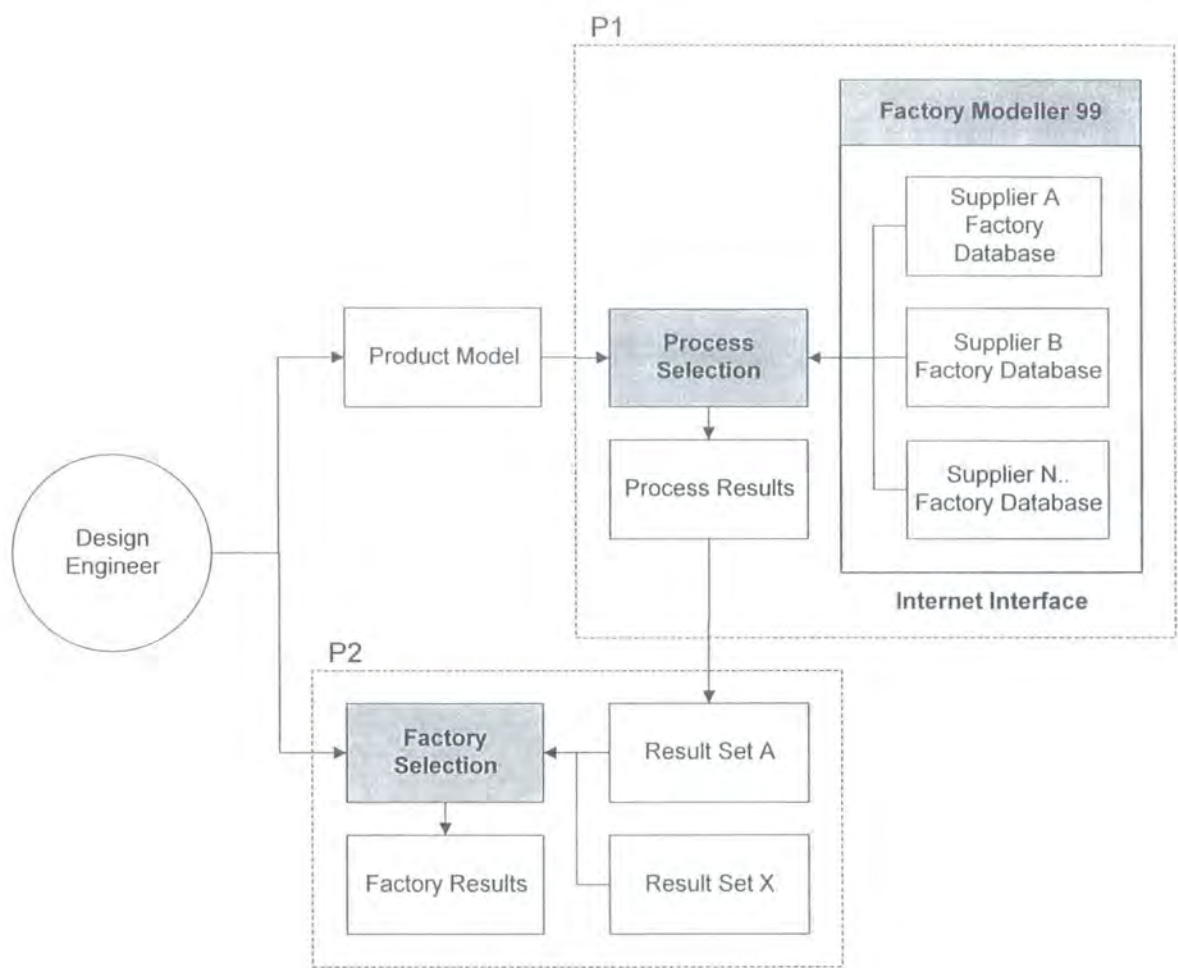 P1
Factory Modeller 99
Supplier A
Factory
Database
Product Model
Process
Selection
Supplier B
Factory Database
Process Results
Supplier N..
Factory Database
Design
Engineer
Internet Interface
P2
Factory
Selection
Result Set A
Factory Results
Result Set X